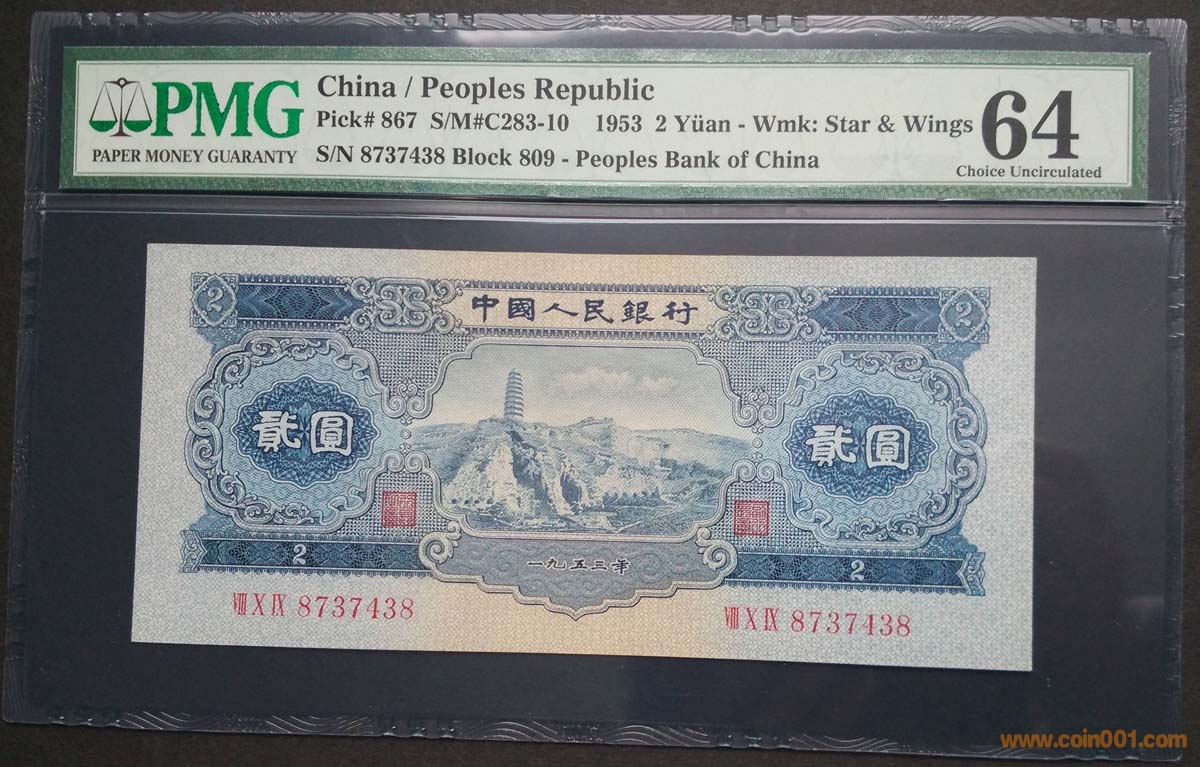 PMG
PAPER MONEY GUARANTY
China / Peoples Republic
Pick# 867 S/M#C283-10 1953 2 Yüan - Wmk: Star & Wings
S/N 8737438 Block 809 - Peoples Bank of China
64
Choice Uncirculated
2
中國人民銀行
2
貳圓
貳圓
一九五三年
2
2
VIII X IX 8737438
VIII X IX 8737438
www.coin001.com